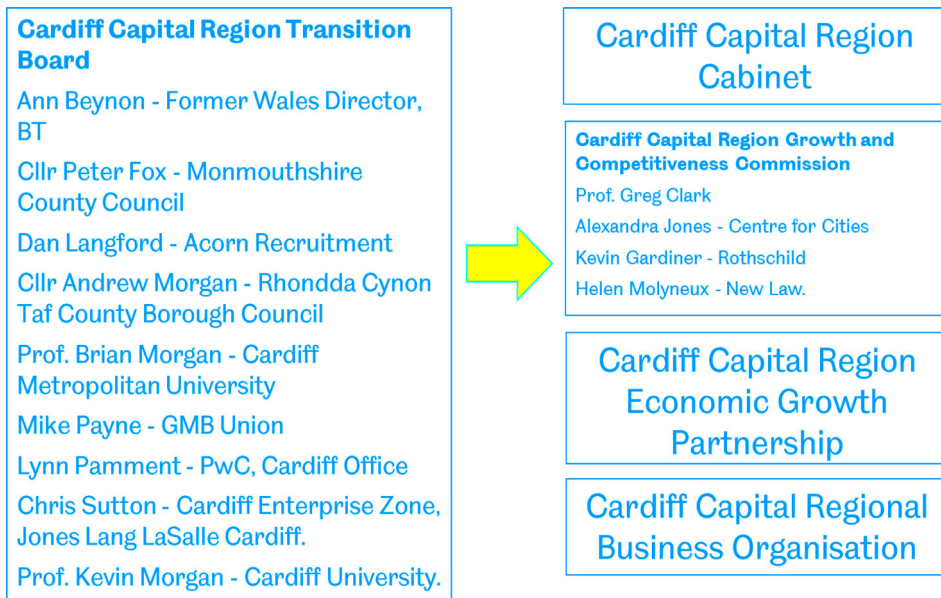 Cardiff Capital Region Transition
Board
Ann Beynon - Former Wales Director,
BT
Cllr Peter Fox - Monmouthshire
County Council
Dan Langford - Acorn Recruitment
Cllr Andrew Morgan - Rhondda Cynon
Taf County Borough Council
Prof. Brian Morgan - Cardiff
Metropolitan University
Mike Payne - GMB Union
Lynn Pamment - PwC, Cardiff Office
Chris Sutton - Cardiff Enterprise Zone,
Jones Lang LaSalle Cardiff.
Prof. Kevin Morgan - Cardiff University.
Cardiff Capital Region
Cabinet
Cardiff Capital Region Growth and
Competitiveness Commission
Prof. Greg Clark
Alexandra Jones - Centre for Cities
Kevin Gardiner - Rothschild
Helen Molyneux - New Law.
Cardiff Capital Region
Economic Growth
Partnership
Cardiff Capital Regional
Business Organisation